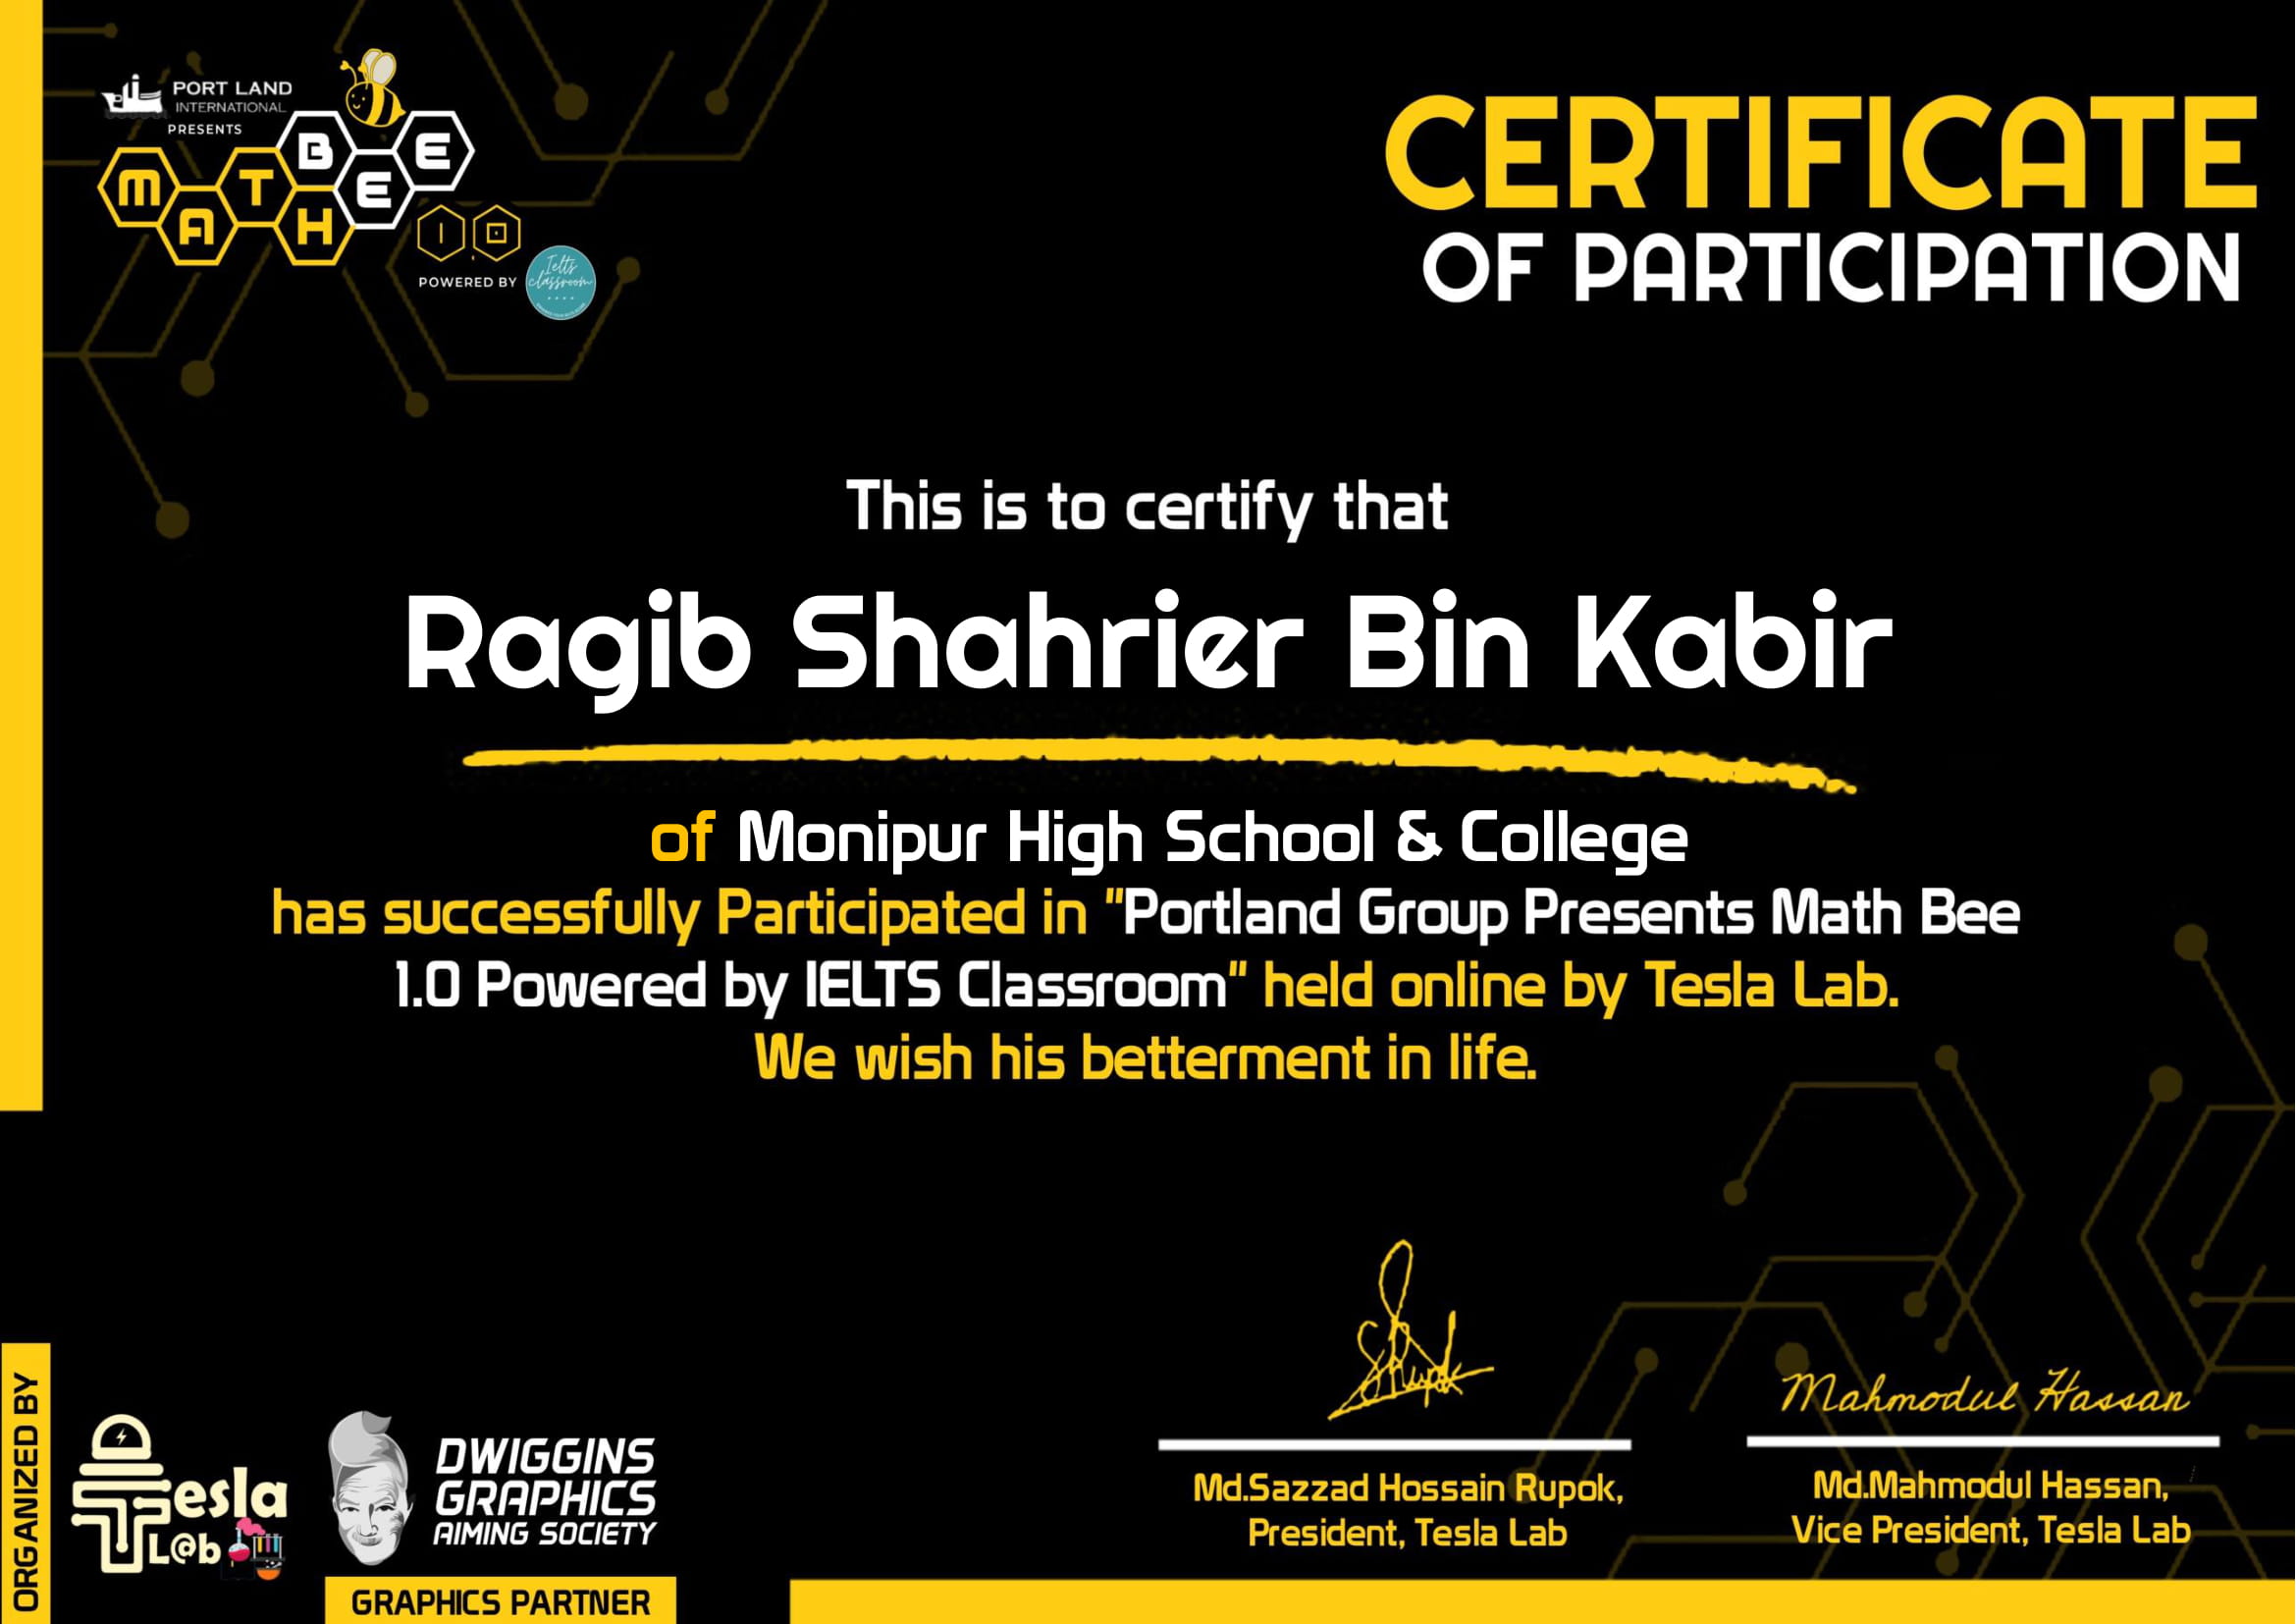 PORT LAND
INTERNATIONAL
PRESENTS
MATH BEE
1.0
POWERED BY
Ielts
classroom
CERTIFICATE
OF PARTICIPATION
This is to certify that
Ragib Shahrier Bin Kabir
of Monipur High School & College
has successfully Participated in "Portland Group Presents Math Bee
1.0 Powered by IELTS Classroom" held online by Tesla Lab.
We wish his betterment in life.
ORGANIZED BY
Tesla
L@b
DWIGGINS
GRAPHICS
AIMING SOCIETY
GRAPHICS PARTNER
Md.Sazzad Hossain Rupok,
President, Tesla Lab
Mahmodul Hassan
Md.Mahmodul Hassan,
Vice President, Tesla Lab